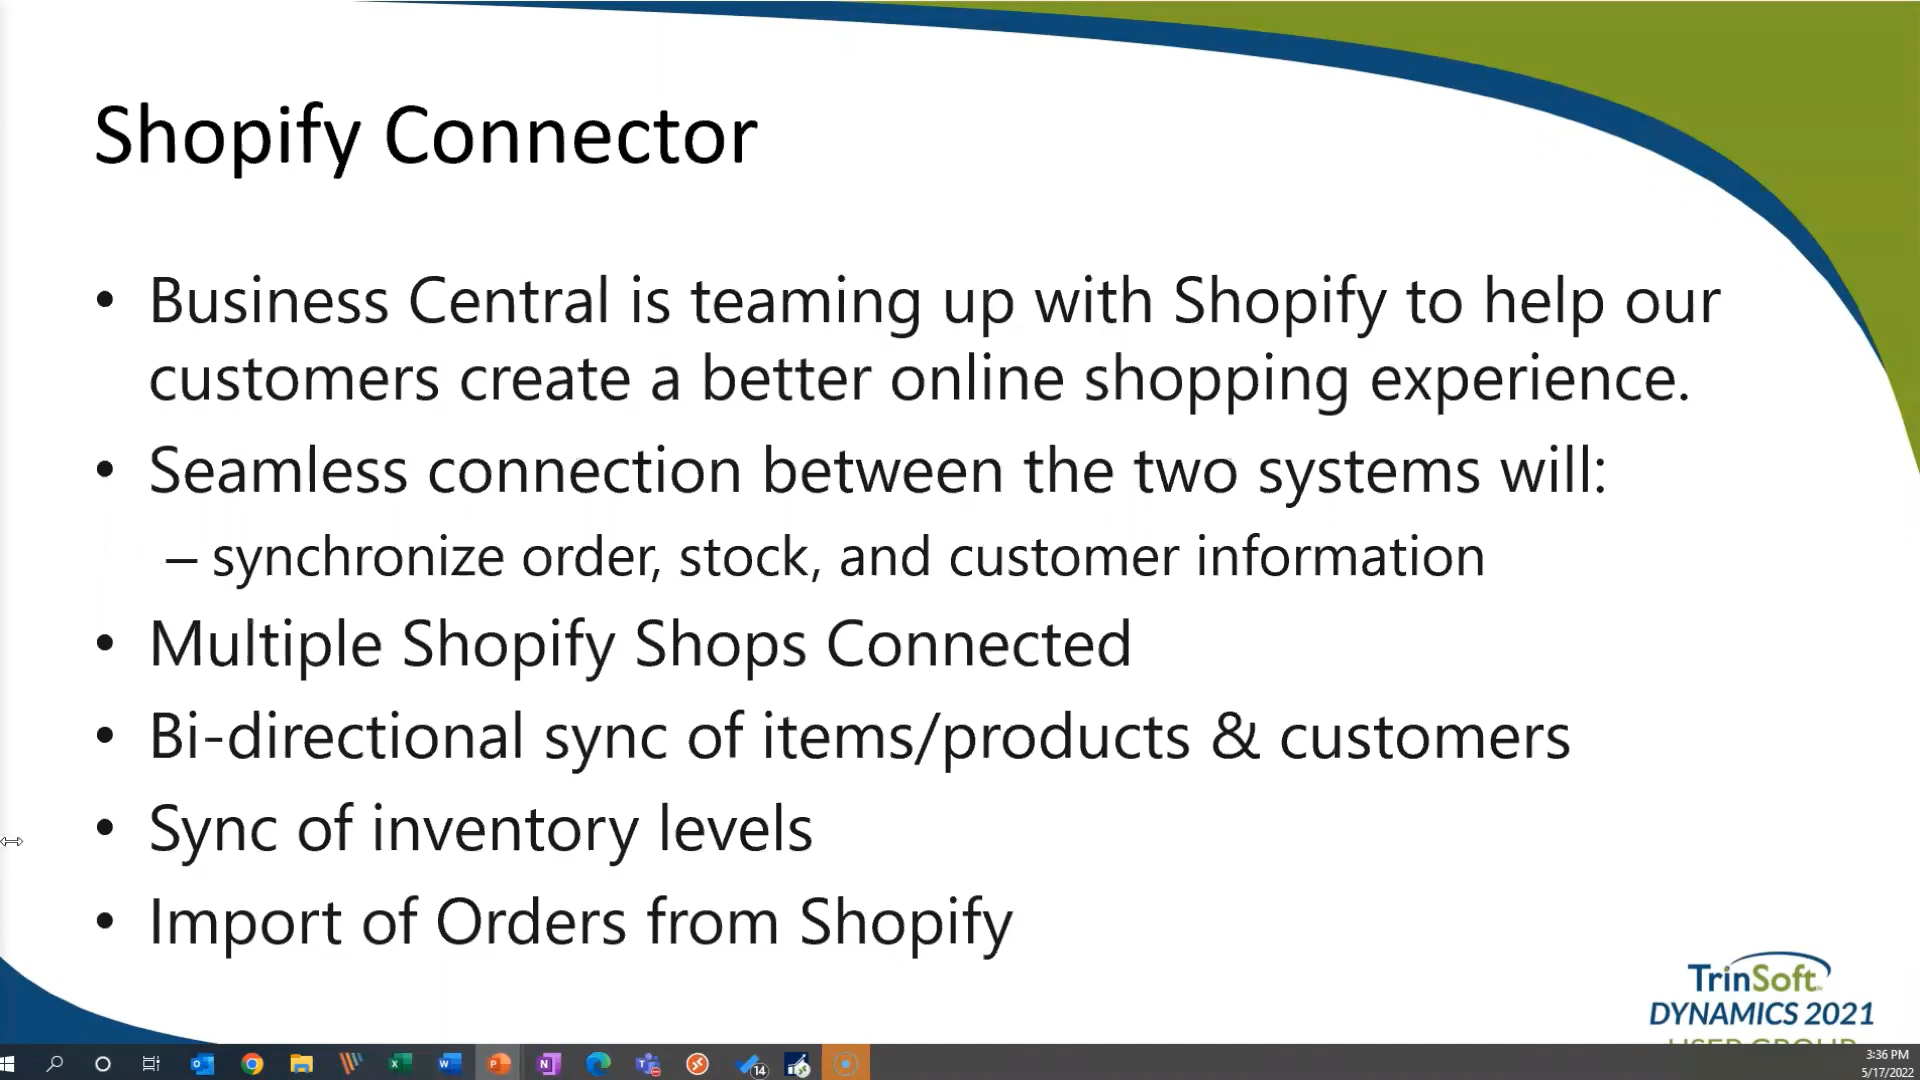 Shopify Connector
• Business Central is teaming up with Shopify to help our
customers create a better online shopping experience.
• Seamless connection between the two systems will:
– synchronize order, stock, and customer information
• Multiple Shopify Shops Connected
• Bi-directional sync of items/products & customers
• Sync of inventory levels
• Import of Orders from Shopify
TrinSoft
DYNAMICS 2021
USER GROUP
14
3:36 PM
5/17/2022